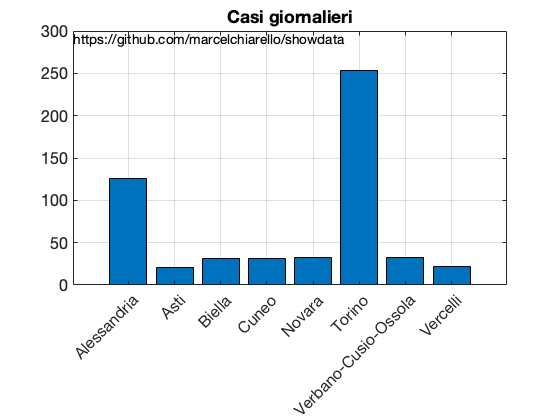 Casi giornalieri
https://github.com/marcelchiarello/showdata
300
250
200
150
100
50
0
Alessandria
Asti
Biella
Cuneo
Novara
Torino
Verbano-Cusio-Ossola
Vercelli